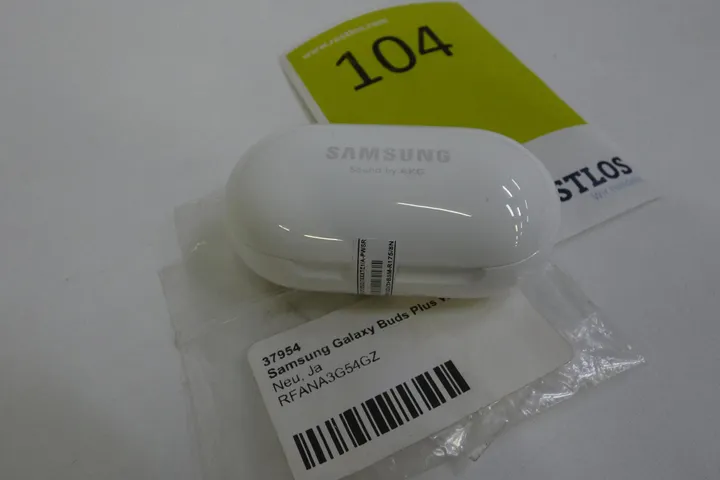 www.restlos.com
104
STLOS
SAMSUNG
Sound by AKG
37954
Samsung Galaxy Buds Plus
Neu, Ja
RFANA3G54GZ